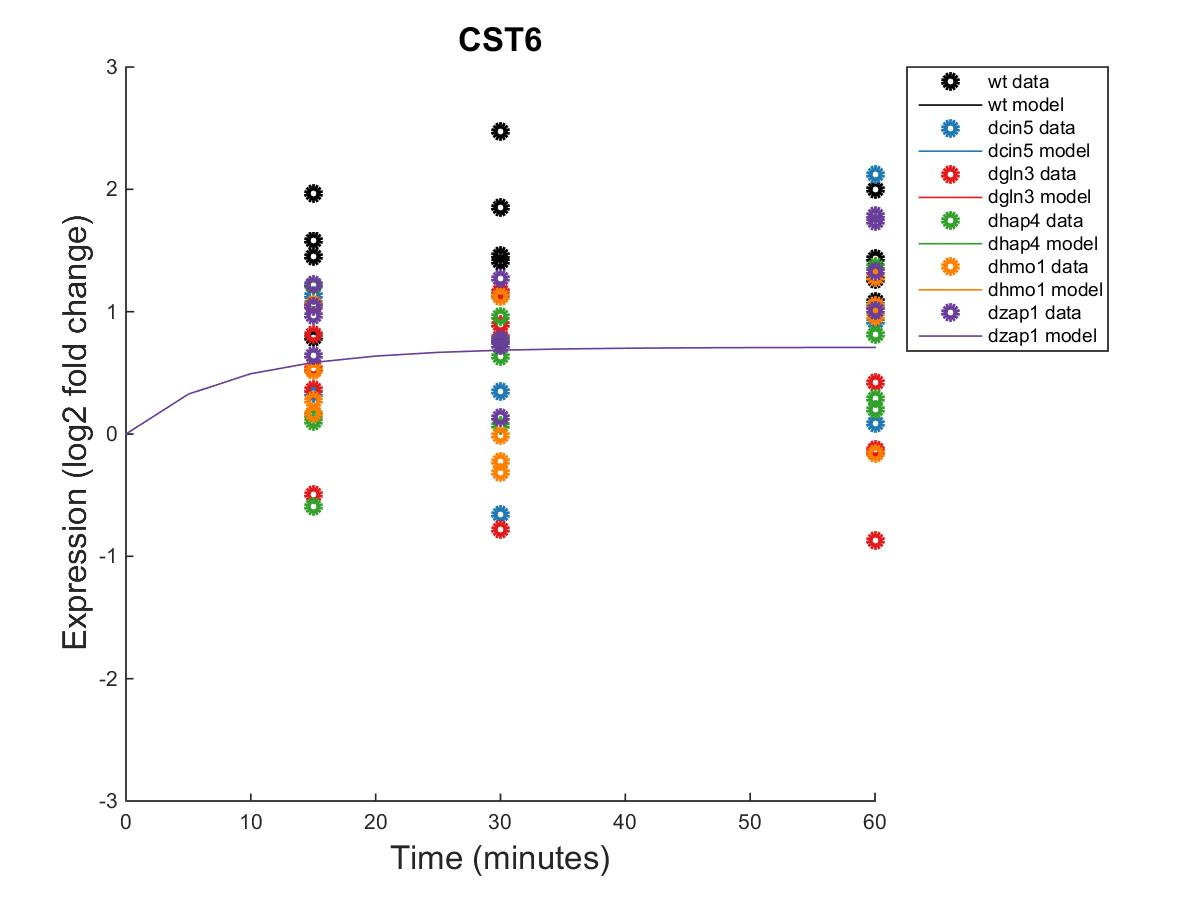 CST6
3
2
1
0
-1
-2
-3
0 10 20 30 40 50 60
Expression (log2 fold change)
Time (minutes)
wt data
wt model
dcin5 data
dcin5 model
dgln3 data
dgln3 model
dhap4 data
dhap4 model
dhmo1 data
dhmo1 model
dzap1 data
dzap1 model